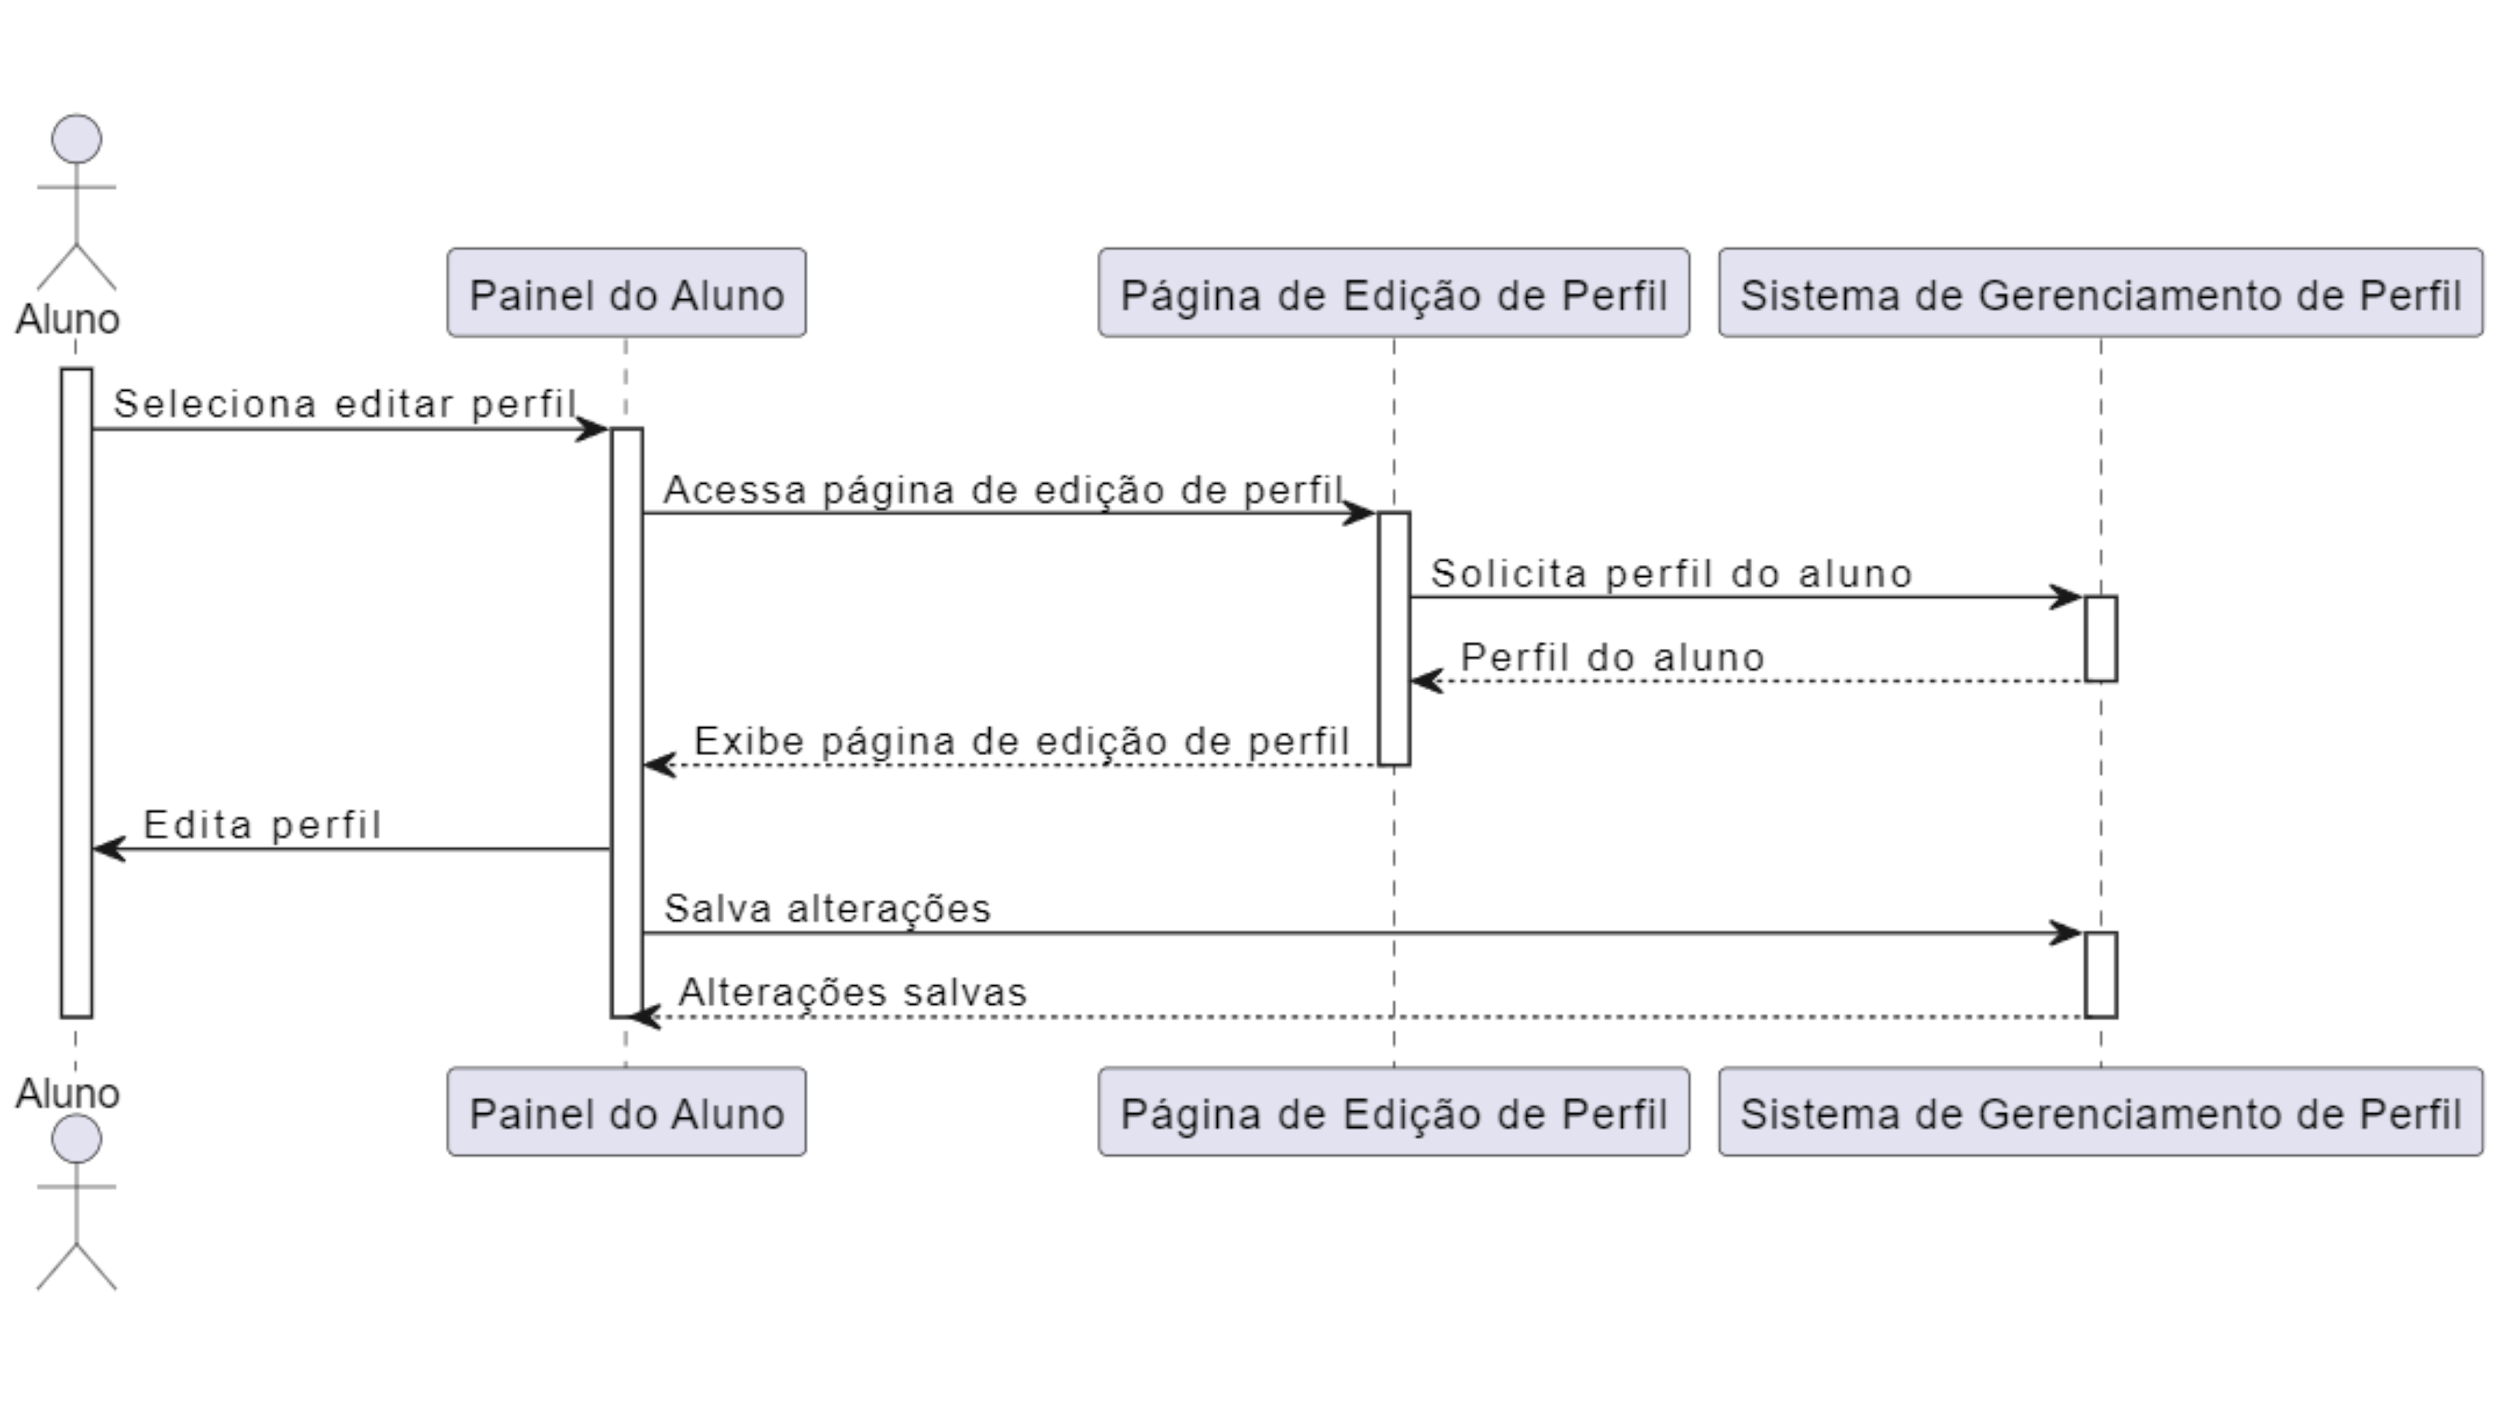 Aluno
Painel do Aluno
Página de Edição de Perfil
Sistema de Gerenciamento de Perfil
Seleciona editar perfil
Acessa página de edição de perfil
Solicita perfil do aluno
Perfil do aluno
Exibe página de edição de perfil
Edita perfil
Salva alterações
Alterações salvas
Aluno
Painel do Aluno
Página de Edição de Perfil
Sistema de Gerenciamento de Perfil